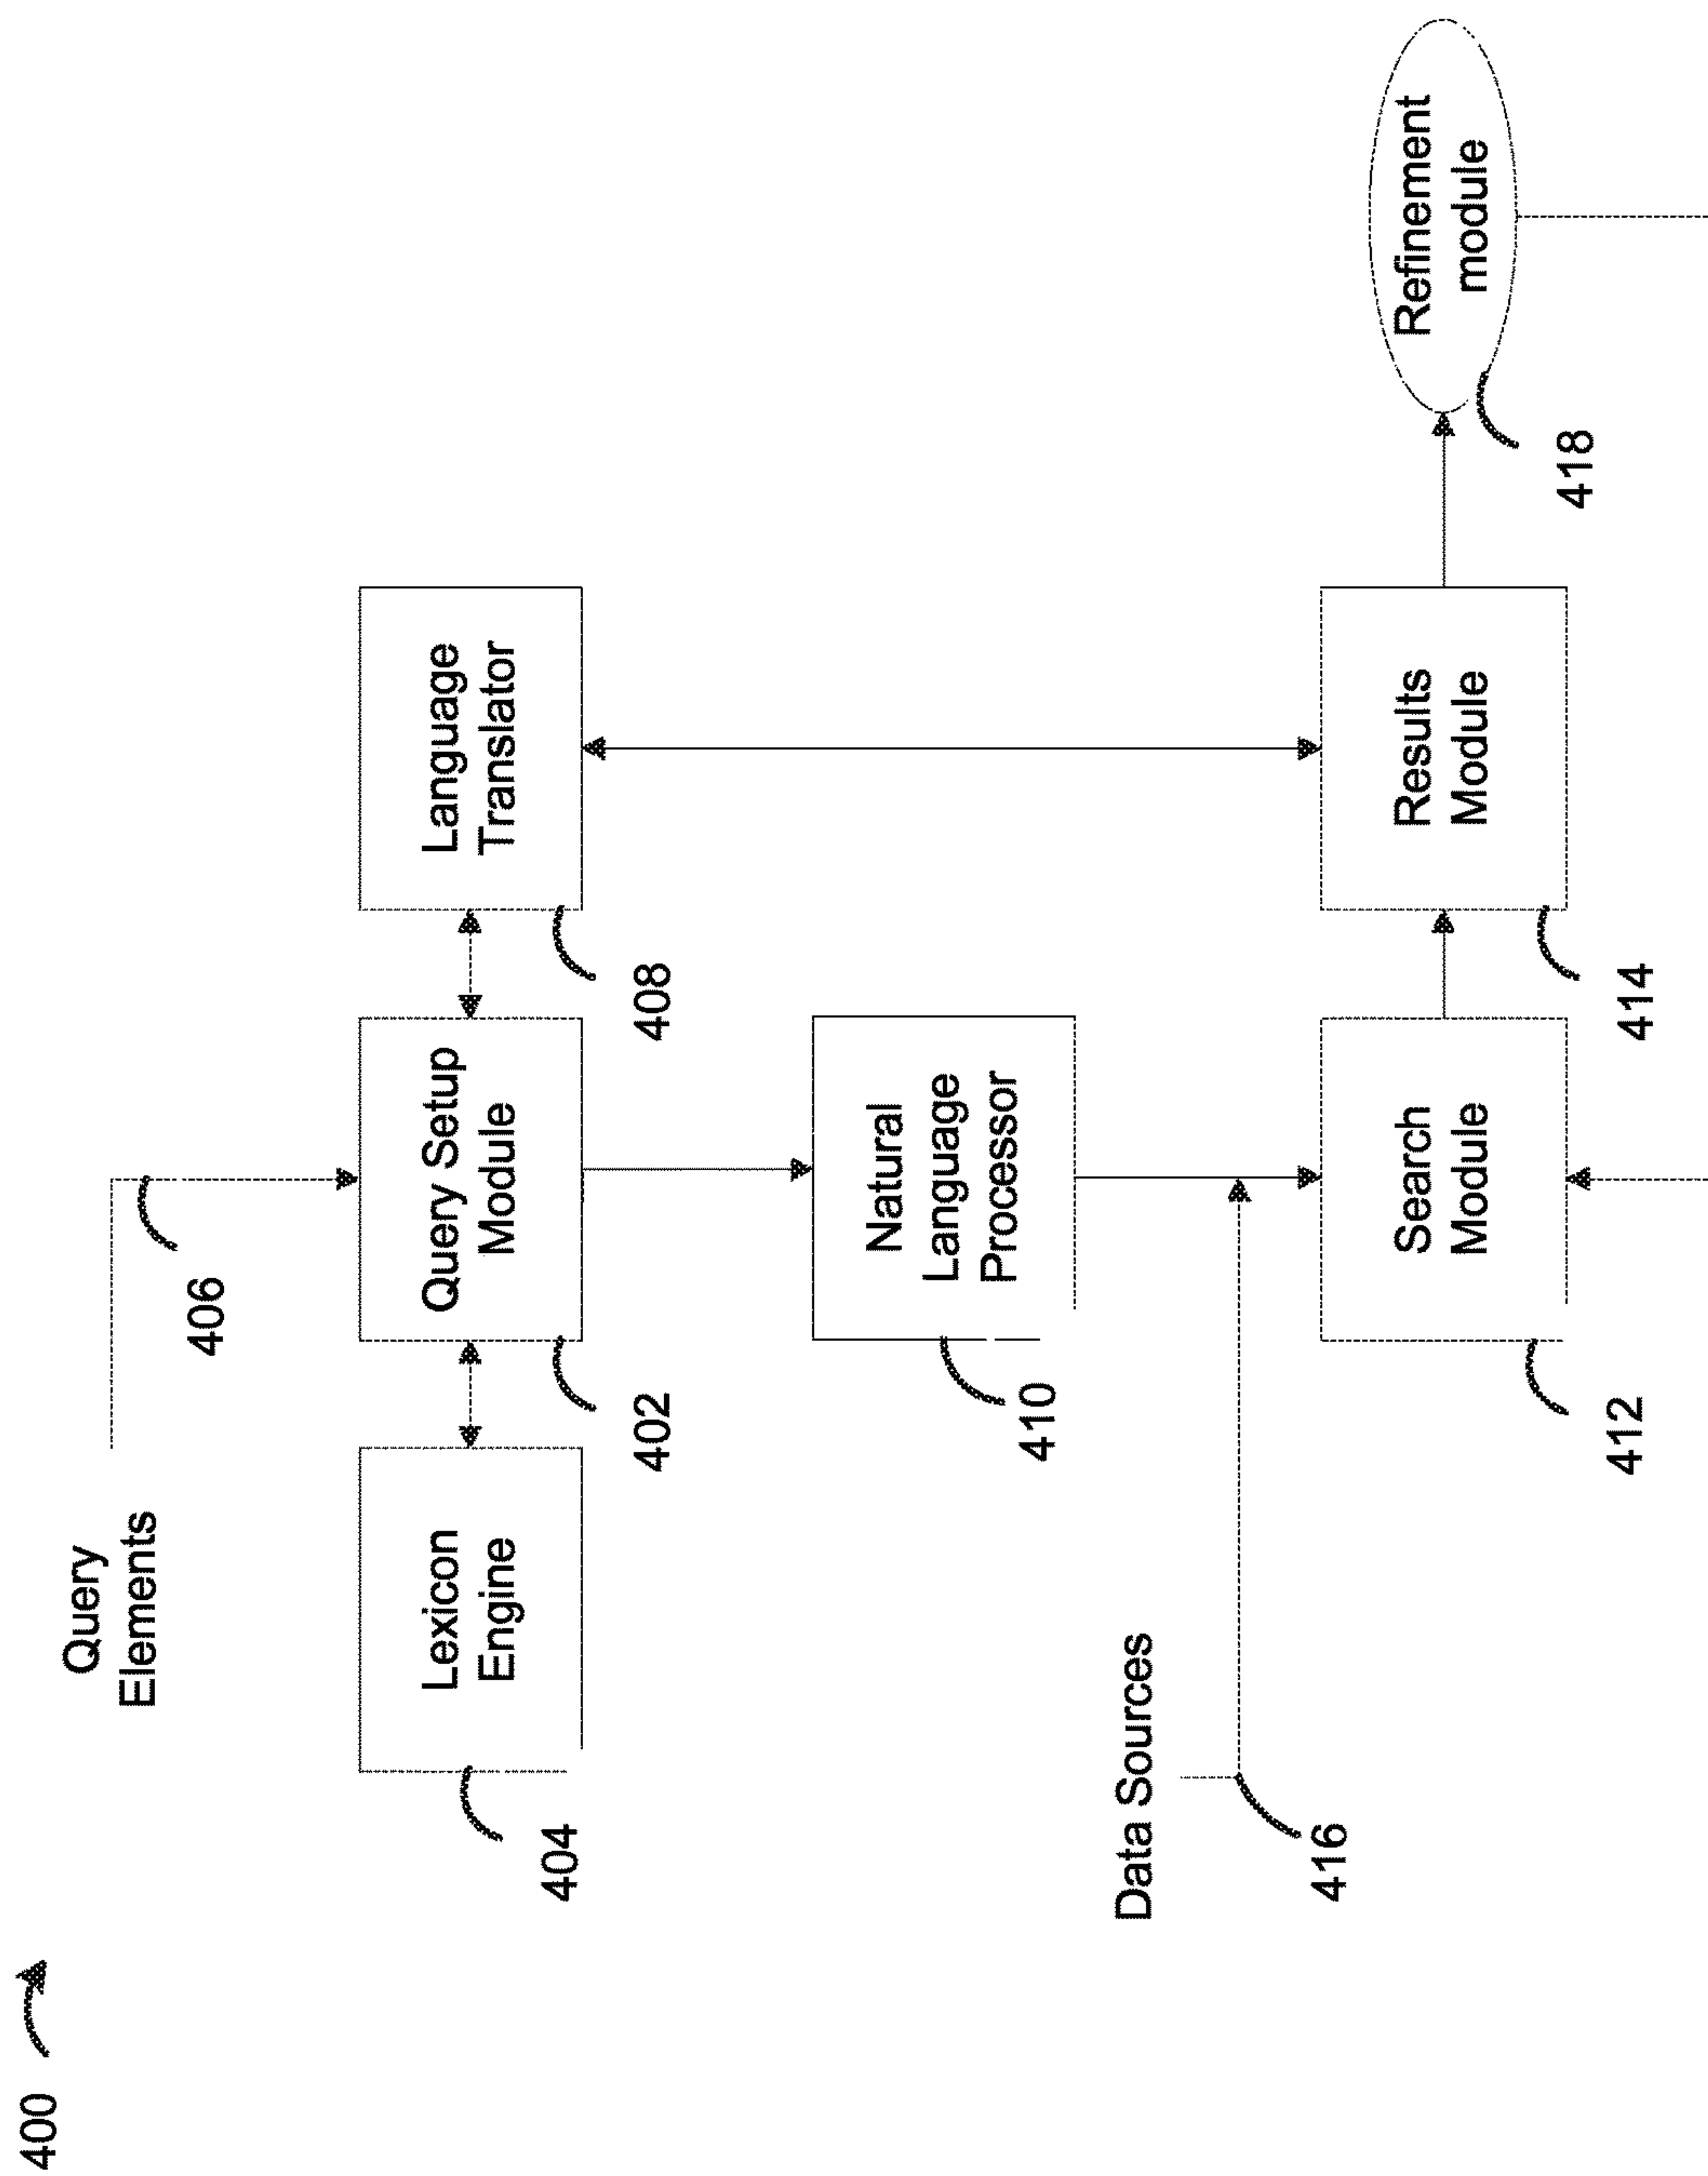 400
Query
Elements
406
Lexicon
Engine
404
Query Setup
Module
402
Language
Translator
408
Natural
Language
Processor
410
Data Sources
416
Search
Module
412
Results
Module
414
Refinement
module
418